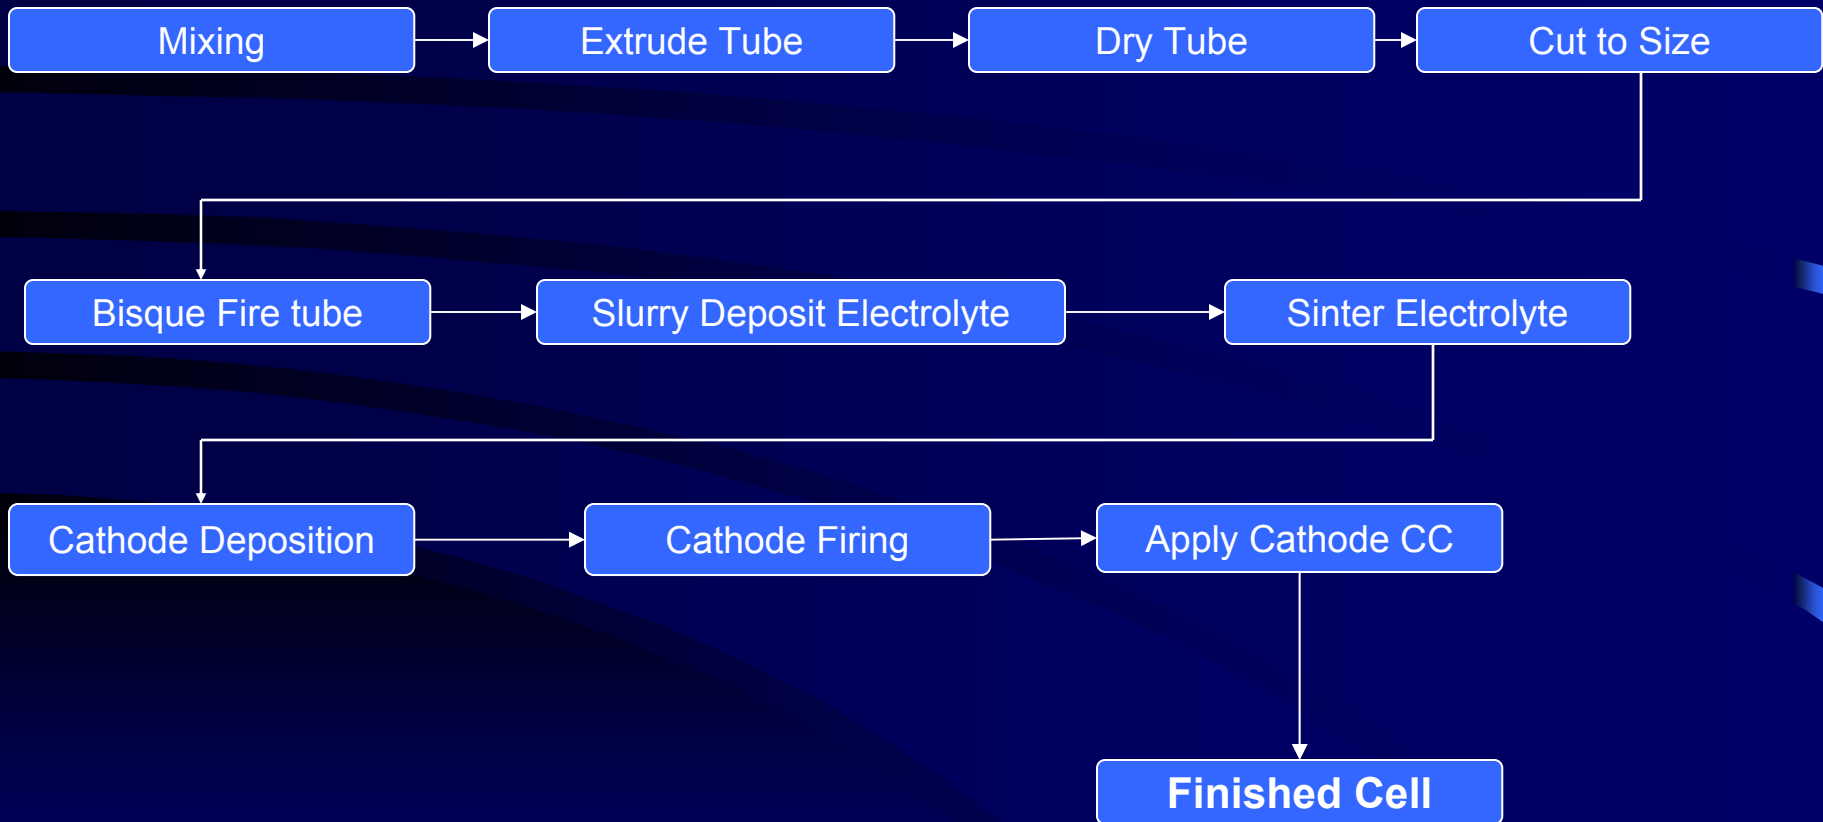 Mixing
Extrude Tube
Dry Tube
Cut to Size
Bisque Fire tube
Slurry Deposit Electrolyte
Sinter Electrolyte
Cathode Deposition
Cathode Firing
Apply Cathode CC
Finished Cell